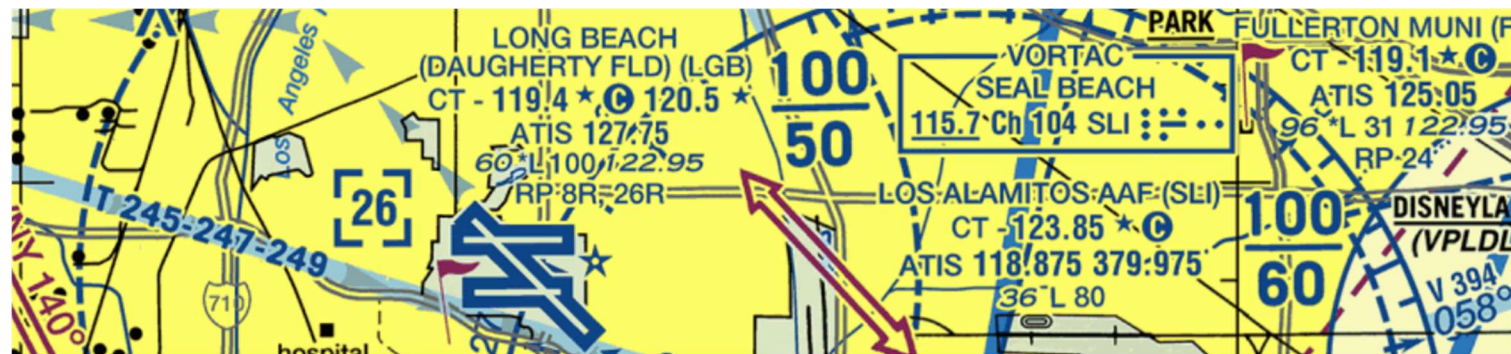 PARK
FULLERTON MUNI (F
CT - 119.1 ★ C
ATIS 125.05
96 *L 31 122.95
RP 24
LONG BEACH
(DAUGHERTY FLD) (LGB)
CT - 119.4 ★ C 120.5 ★
ATIS 127.75
60 *L 100 122.95
RP 8R, 26R
100
50
VORTAC
SEAL BEACH
115.7 Ch 104 SLI
Los Angeles
26
IT 245-247-249
LOS ALAMITOS AAF (SLI)
CT - 123.85 ★ C
ATIS 118.875 379.975
36 L 80
100
60
DISNEYLA
(VPLDL
V 394
058°
WY 140°
710
hospital